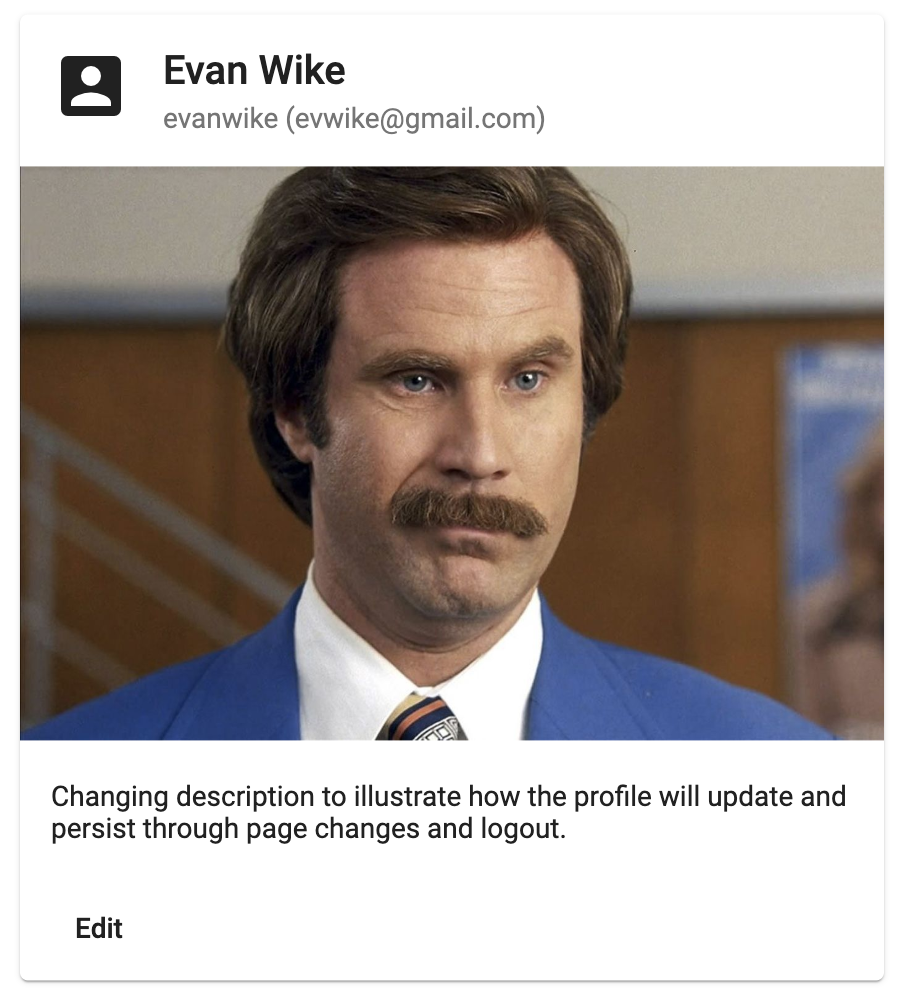 Evan Wike
evanwike (evwike@gmail.com)
Changing description to illustrate how the profile will update and
persist through page changes and logout.
Edit